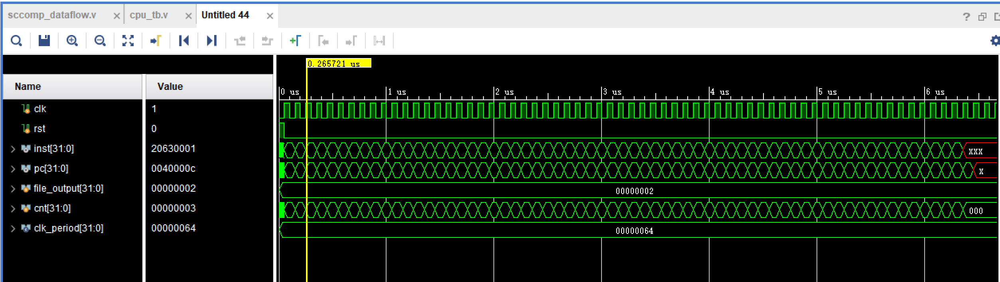 sccomp_dataflow.v × cpu_tb.v × Untitled 44 ×
?
0.265721 us
Name Value
0 us 1 us 2 us 3 us 4 us 5 us 6 us
clk 1
rst 0
inst[31:0] 20630001 XXX
pc[31:0] 0040000c X
file_output[31:0] 00000002 00000002
cnt[31:0] 00000003 000
clk_period[31:0] 00000064 00000064